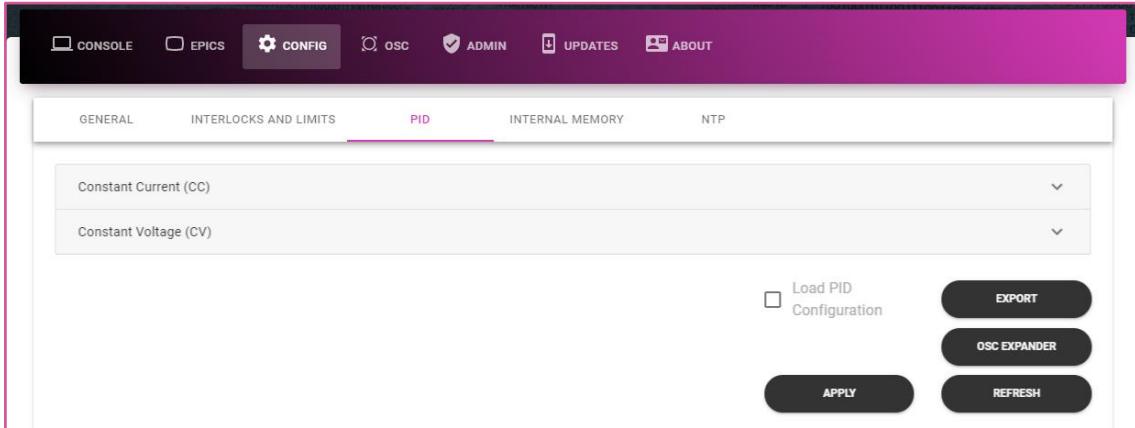 CONSOLE EPICS CONFIG OSC ADMIN UPDATES ABOUT
GENERAL INTERLOCKS AND LIMITS PID INTERNAL MEMORY NTP
Constant Current (CC)
Constant Voltage (CV)
Load PID
Configuration
EXPORT
OSC EXPANDER
APPLY REFRESH